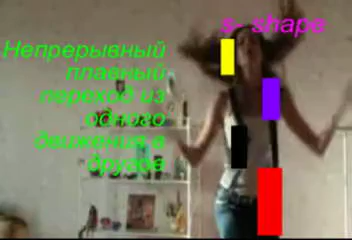 s- shape
Непрерывный
плавный
переход из
одного
движения в
другое